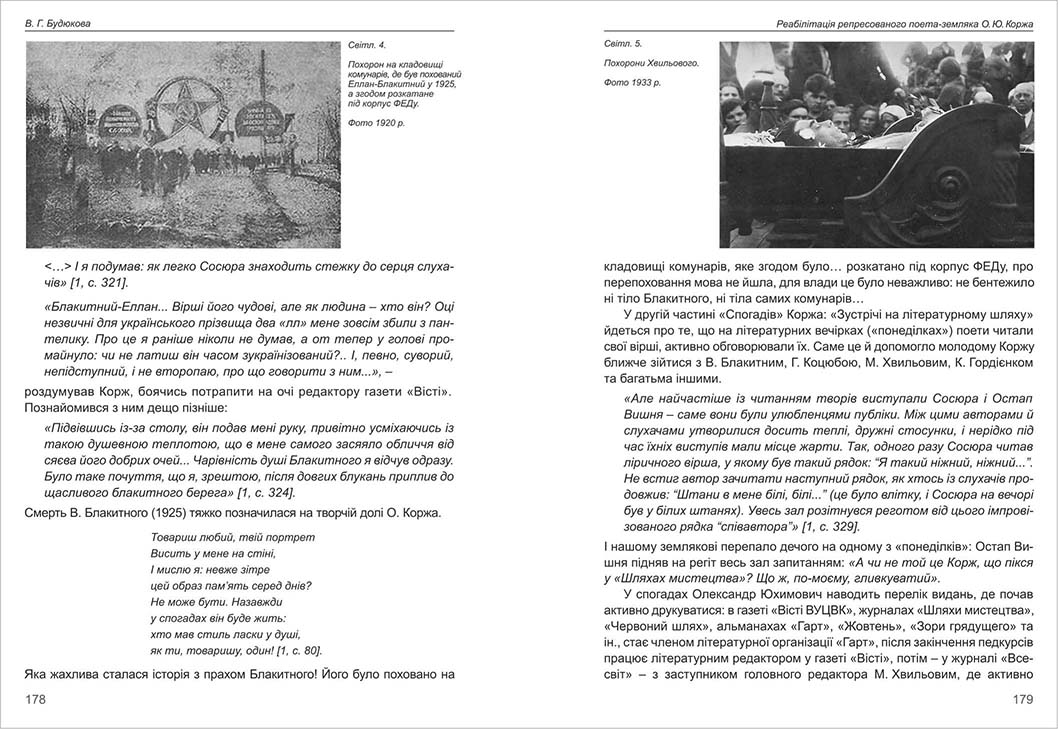 В. Г. Будюкова
Світл. 4.
Похорон на кладовищі
комунарів, де був похований
Еллан-Блакитний у 1925,
а згодом розкатане
під корпус ФЕДу.
Фото 1920 р.
<…> І я подумав: як легко Сосюра знаходить стежку до серця слуха-
чів» [1, с. 321].
«Блакитний-Еллан... Вірші його чудові, але як людина – хто він? Оці
незвичні для українського прізвища два «лл» мене зовсім збили з пан-
телику. Про це я раніше ніколи не думав, а от тепер у голові про-
майнуло: чи не латиш він часом зукраїнізований?.. І, певно, суворий,
непідступний, і не второпаю, про що говорити з ним...», –
роздумував Корж, боячись потрапити на очі редактору газети «Вісті».
Познайомився з ним дещо пізніше:
«Підвівшись із-за столу, він подав мені руку, привітно усміхаючись із
такою душевною теплотою, що в мене самого засяяло обличчя від
сяєва його добрих очей... Чарівність душі Блакитного я відчув одразу.
Було таке почуття, що я, зрештою, після довгих блукань приплив до
щасливого блакитного берега» [1, с. 324].
Смерть В. Блакитного (1925) тяжко позначилася на творчій долі О. Коржа.
Товариш любий, твій портрет
Висить у мене на стіні,
І мислю я: невже зітре
цей образ пам’ять серед днів?
Не може бути. Назавжди
у спогадах він буде жить:
хто мав стиль ласки у душі,
як ти, товаришу, один! [1, с. 80].
Яка жахлива сталася історія з прахом Блакитного! Його було поховано на
178
Реабілітація репресованого поета-земляка О. Ю. Коржа
Світл. 5.
Похорони Хвильового.
Фото 1933 р.
кладовищі комунарів, яке згодом було… розкатано під корпус ФЕДу, про
перепоховання мова не йшла, для влади це було неважливо: не бентежило
ні тіло Блакитного, ні тіла самих комунарів…
У другій частині «Спогадів» Коржа: «Зустрічі на літературному шляху»
йдеться про те, що на літературних вечірках («понеділках») поети читали
свої вірші, активно обговорювали їх. Саме це й допомогло молодому Коржу
ближче зійтися з В. Блакитним, Г. Коцюбою, М. Хвильовим, К. Гордієнком
та багатьма іншими.
«Але найчастіше із читанням творів виступали Сосюра і Остап
Вишня – саме вони були улюбленцями публіки. Між цими авторами й
слухачами утворилися досить теплі, дружні стосунки, і нерідко під
час їхніх виступів мали місце жарти. Так, одного разу Сосюра читав
ліричного вірша, у якому був такий рядок: “Я такий ніжний, ніжний...”.
Не встиг автор зачитати наступний рядок, як хтось із слухачів про-
довжив: “Штани в мене білі, білі...” (це було влітку, і Сосюра на вечорі
був у білих штанях). Увесь зал розітнувся реготом від цього імпрові-
зованого рядка “співавтора”» [1, с. 329].
І нашому землякові перепало дечого на одному з «понеділків»: Остап Ви-
шня підняв на регіт весь зал запитанням: «А чи не той це Корж, що пікся
у «Шляхах мистецтва»? Що ж, по-моєму, гливкуватий».
У спогадах Олександр Юхимович наводить перелік видань, де почав
активно друкуватися: в газеті «Вісті ВУЦВК», журналах «Шляхи мистецтва»,
«Червоний шлях», альманахах «Гарт», «Жовтень», «Зори грядущего» та
ін., стає членом літературної організації «Гарт», після закінчення педкурсів
працює літературним редактором у газеті «Вісті», потім – у журналі «Все-
світ» – з заступником головного редактора М. Хвильовим, де активно
179